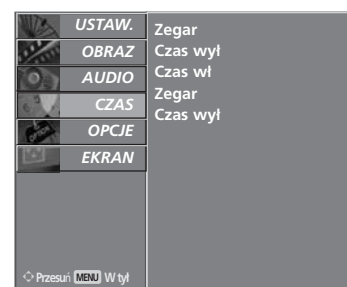 USTAW.
OBRAZ
AUDIO
CZAS
OPCJE
EKRAN
Zegar
Czas wył
Czas wł
Zegar
Czas wył
Przesuń MENU W tył